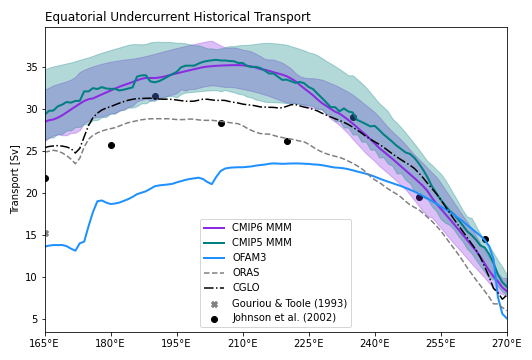 Equatorial Undercurrent Historical Transport
Transport [Sv]
35
30
25
20
15
10
5
CMIP6 MMM
CMIP5 MMM
OFAM3
ORAS
CGLO
Gouriou & Toole (1993)
Johnson et al. (2002)
165°E 180°E 195°E 210°E 225°E 240°E 255°E 270°E